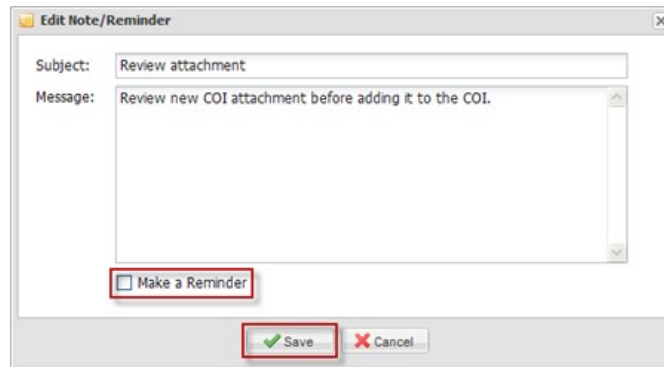 Edit Note/Reminder
Subject: Review attachment
Message: Review new COI attachment before adding it to the COI.
Make a Reminder
Save Cancel